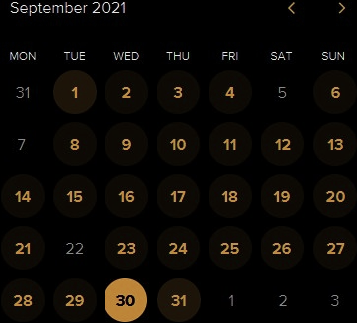 September 2021 < >
MON TUE WED THU FRI SAT SUN
31 1 2 3 4 5 6
7 8 9 10 11 12 13
14 15 16 17 18 19 20
21 22 23 24 25 26 27
28 29 30 31 1 2 3